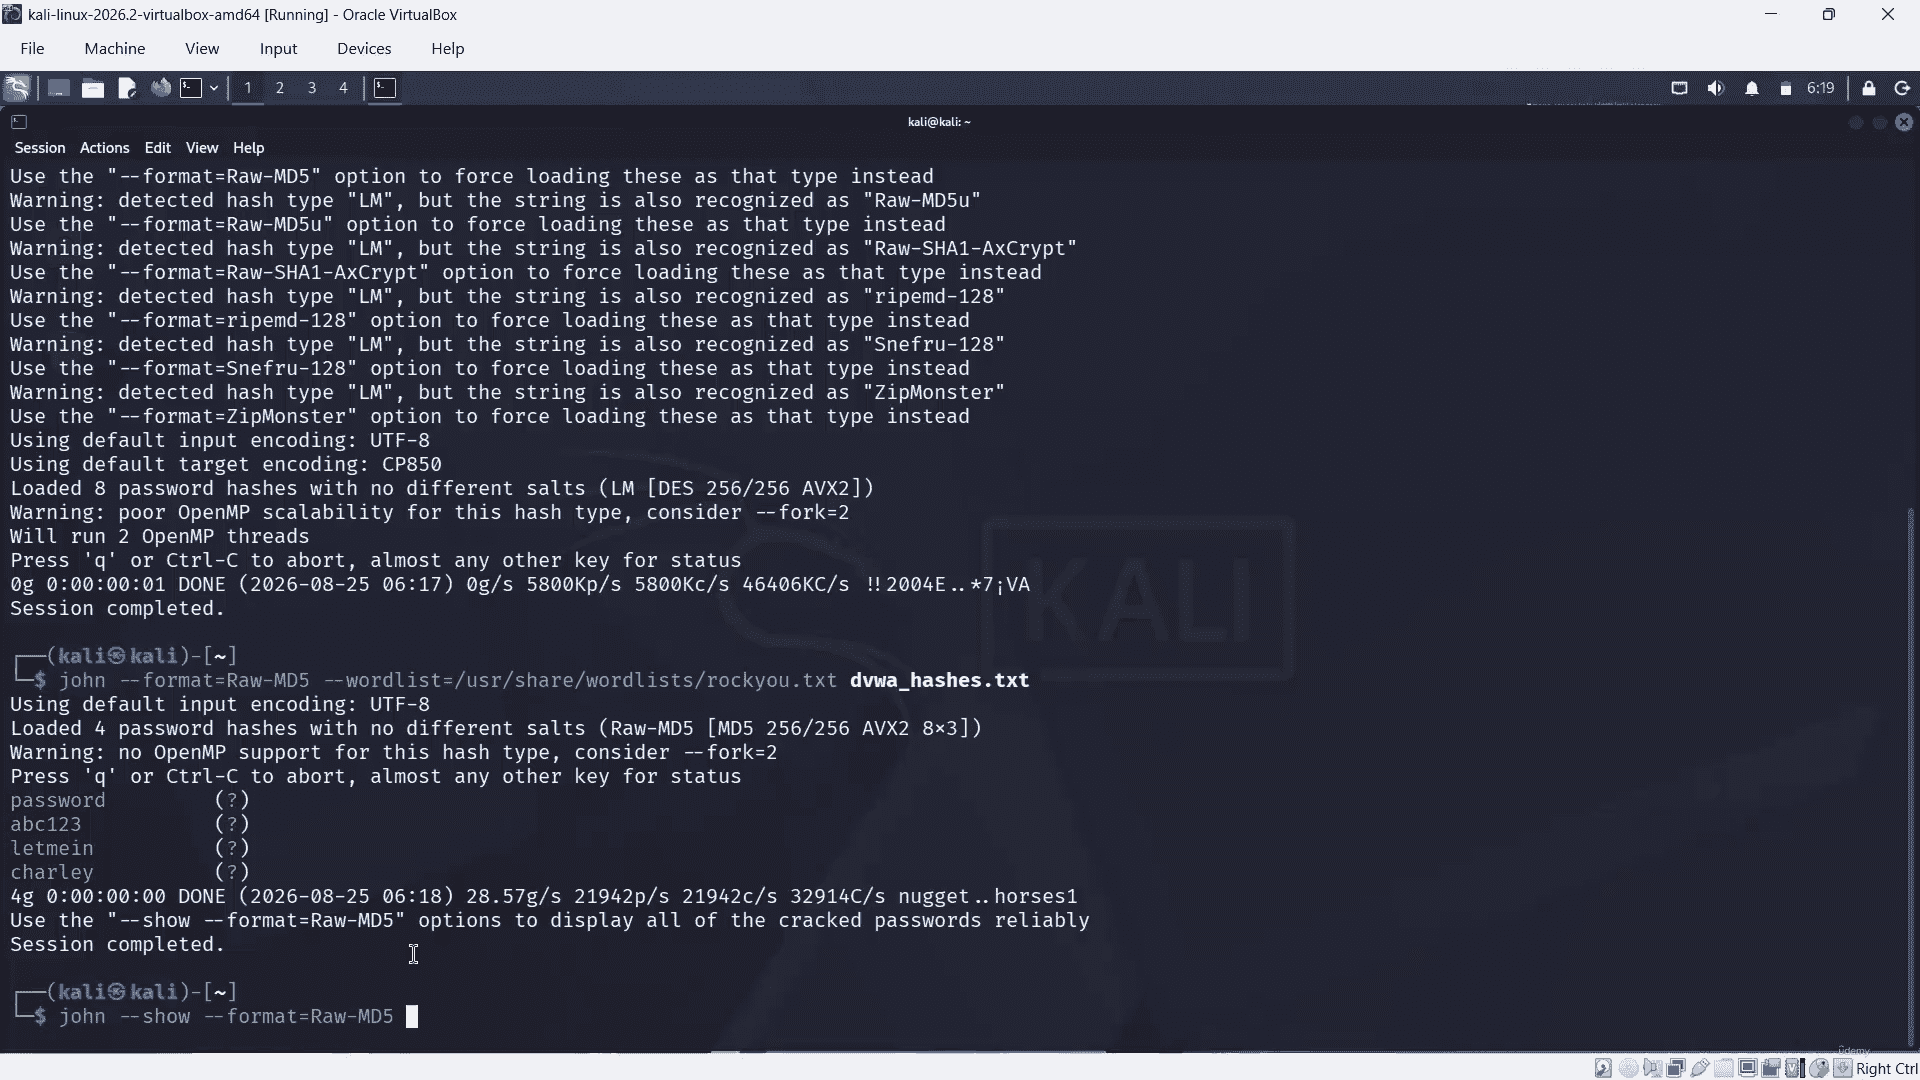 kali-linux-2026.2-virtualbox-amd64 [Running] - Oracle VirtualBox
File Machine View Input Devices Help
1 2 3 4 6:19
kali@kali: ~
Session Actions Edit View Help
Use the "--format=Raw-MD5" option to force loading these as that type instead
Warning: detected hash type "LM", but the string is also recognized as "Raw-MD5u"
Use the "--format=Raw-MD5u" option to force loading these as that type instead
Warning: detected hash type "LM", but the string is also recognized as "Raw-SHA1-AxCrypt"
Use the "--format=Raw-SHA1-AxCrypt" option to force loading these as that type instead
Warning: detected hash type "LM", but the string is also recognized as "ripemd-128"
Use the "--format=ripemd-128" option to force loading these as that type instead
Warning: detected hash type "LM", but the string is also recognized as "Snefru-128"
Use the "--format=Snefru-128" option to force loading these as that type instead
Warning: detected hash type "LM", but the string is also recognized as "ZipMonster"
Use the "--format=ZipMonster" option to force loading these as that type instead
Using default input encoding: UTF-8
Using default target encoding: CP850
Loaded 8 password hashes with no different salts (LM [DES 256/256 AVX2])
Warning: poor OpenMP scalability for this hash type, consider --fork=2
Will run 2 OpenMP threads
Press 'q' or Ctrl-C to abort, almost any other key for status
0g 0:00:00:01 DONE (2026-08-25 06:17) 0g/s 5800Kp/s 5800Kc/s 46406KC/s !!2004E..*7¡VA
Session completed.
KALI
┌──(kali㉿kali)-[~]
└─$ john --format=Raw-MD5 --wordlist=/usr/share/wordlists/rockyou.txt dvwa_hashes.txt
Using default input encoding: UTF-8
Loaded 4 password hashes with no different salts (Raw-MD5 [MD5 256/256 AVX2 8×3])
Warning: no OpenMP support for this hash type, consider --fork=2
Press 'q' or Ctrl-C to abort, almost any other key for status
password (?)
abc123 (?)
letmein (?)
charley (?)
4g 0:00:00:00 DONE (2026-08-25 06:18) 28.57g/s 21942p/s 21942c/s 32914C/s nugget..horses1
Use the "--show --format=Raw-MD5" options to display all of the cracked passwords reliably
Session completed.
┌──(kali㉿kali)-[~]
└─$ john --show --format=Raw-MD5
Udemy
Right Ctrl